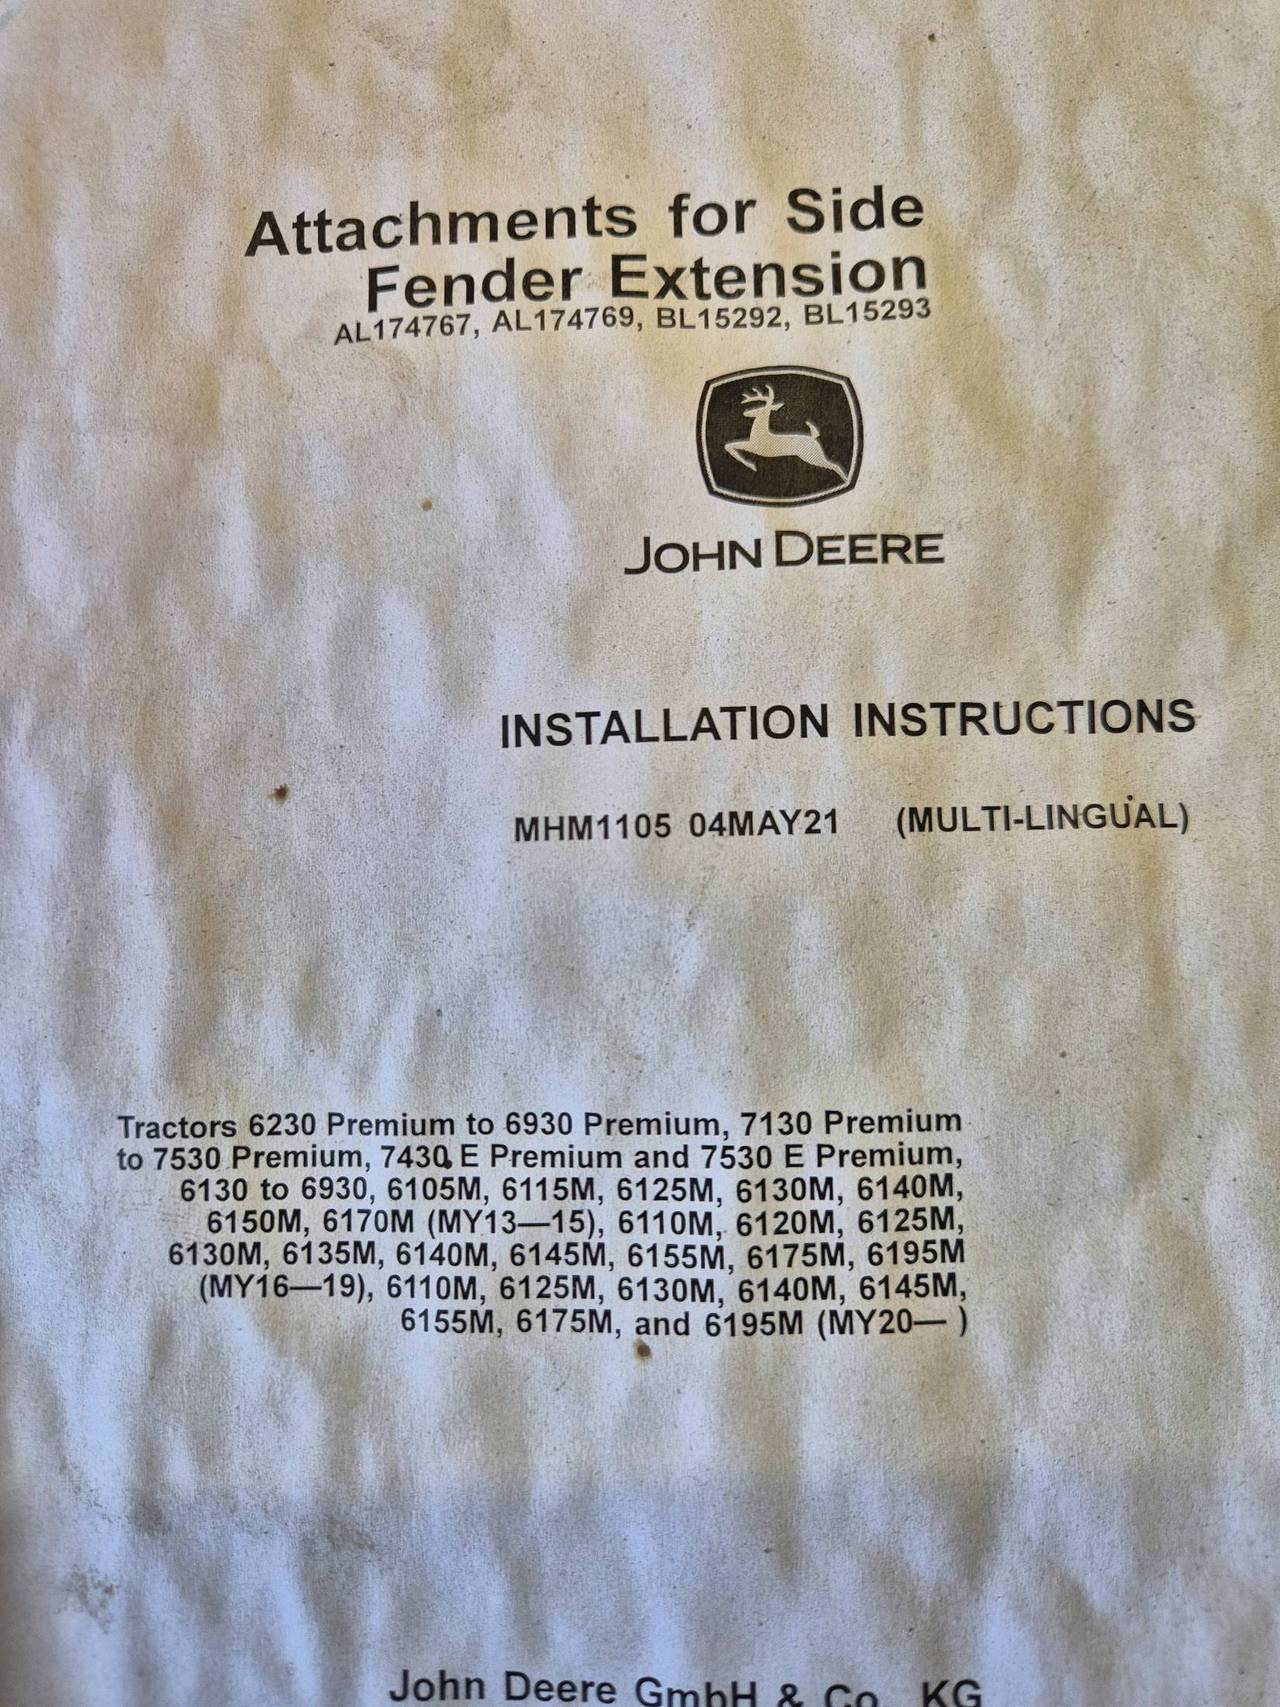 Attachments for Side
Fender Extension
AL174767, AL174769, BL15292, BL15293
JOHN DEERE
INSTALLATION INSTRUCTIONS
MHM1105 04MAY21 (MULTI-LINGUAL)
Tractors 6230 Premium to 6930 Premium, 7130 Premium
to 7530 Premium, 7430 E Premium and 7530 E Premium,
6130 to 6930, 6105M, 6115M, 6125M, 6130M, 6140M,
6150M, 6170M (MY13—15), 6110M, 6120M, 6125M,
6130M, 6135M, 6140M, 6145M, 6155M, 6175M, 6195M
(MY16—19), 6110M, 6125M, 6130M, 6140M, 6145M,
6155M, 6175M, and 6195M (MY20— )
John Deere GmbH & Co. KG